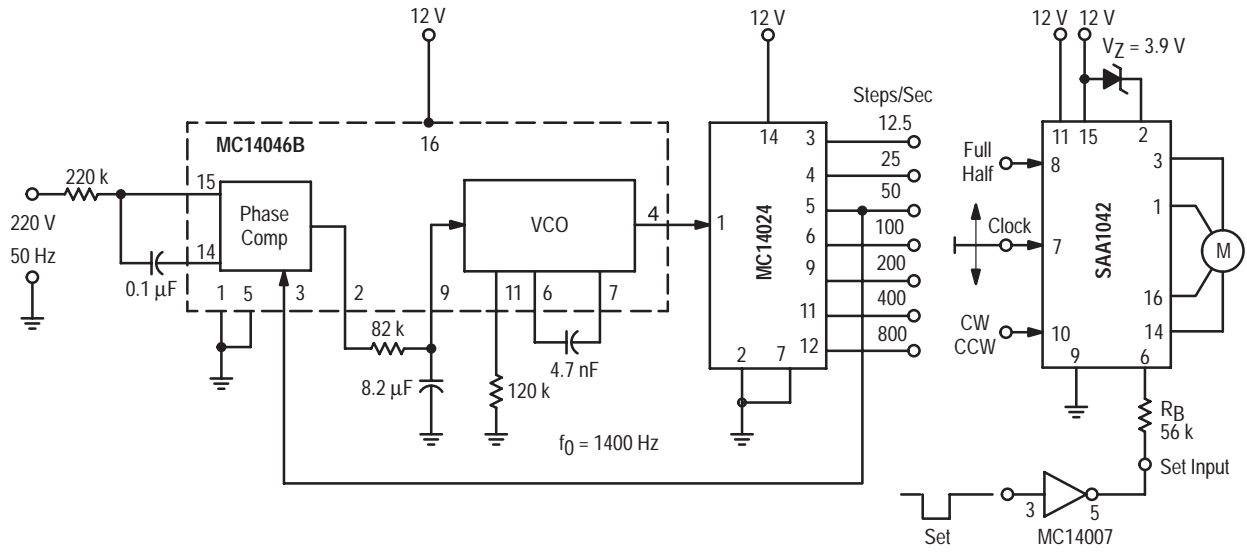 12 V
12 V
12 V 12 V
VZ = 3.9 V
Steps/Sec
MC14046B
16
220 k
15
Phase
Comp
14
220 V
50 Hz
0.1 µF
1
5
3
2
9
VCO
4
11
6
7
82 k
8.2 µF
120 k
4.7 nF
f0 = 1400 Hz
14
1
MC14024
3
12.5
4
25
5
50
6
100
9
200
11
400
12
800
2
7
11
15
2
Full
Half
8
Clock
7
CW
CCW
10
SAA1042
3
1
M
16
14
9
6
RB
56 k
Set Input
Set
3
5
MC14007